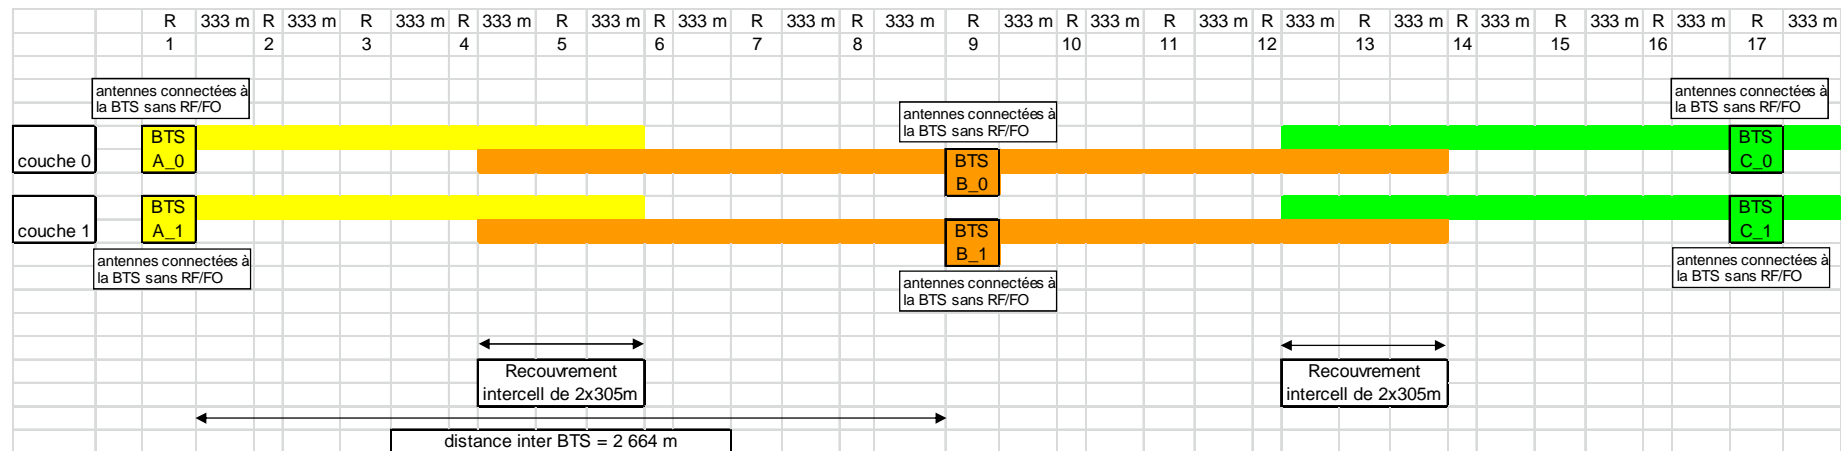 R 333 m R 333 m R 333 m R 333 m R 333 m R 333 m R 333 m R 333 m R 333 m R 333 m R 333 m R 333 m R 333 m R 333 m R 333 m R 333 m R 333 m
1 2 3 4 5 6 7 8 9 10 11 12 13 14 15 16 17
antennes connectées à
la BTS sans RF/FO
antennes connectées à
la BTS sans RF/FO
antennes connectées à
la BTS sans RF/FO
couche 0
BTS
A_0
BTS
B_0
BTS
C_0
couche 1
BTS
A_1
BTS
B_1
BTS
C_1
antennes connectées à
la BTS sans RF/FO
antennes connectées à
la BTS sans RF/FO
antennes connectées à
la BTS sans RF/FO
Recouvrement
intercell de 2x305m
Recouvrement
intercell de 2x305m
distance inter BTS = 2 664 m